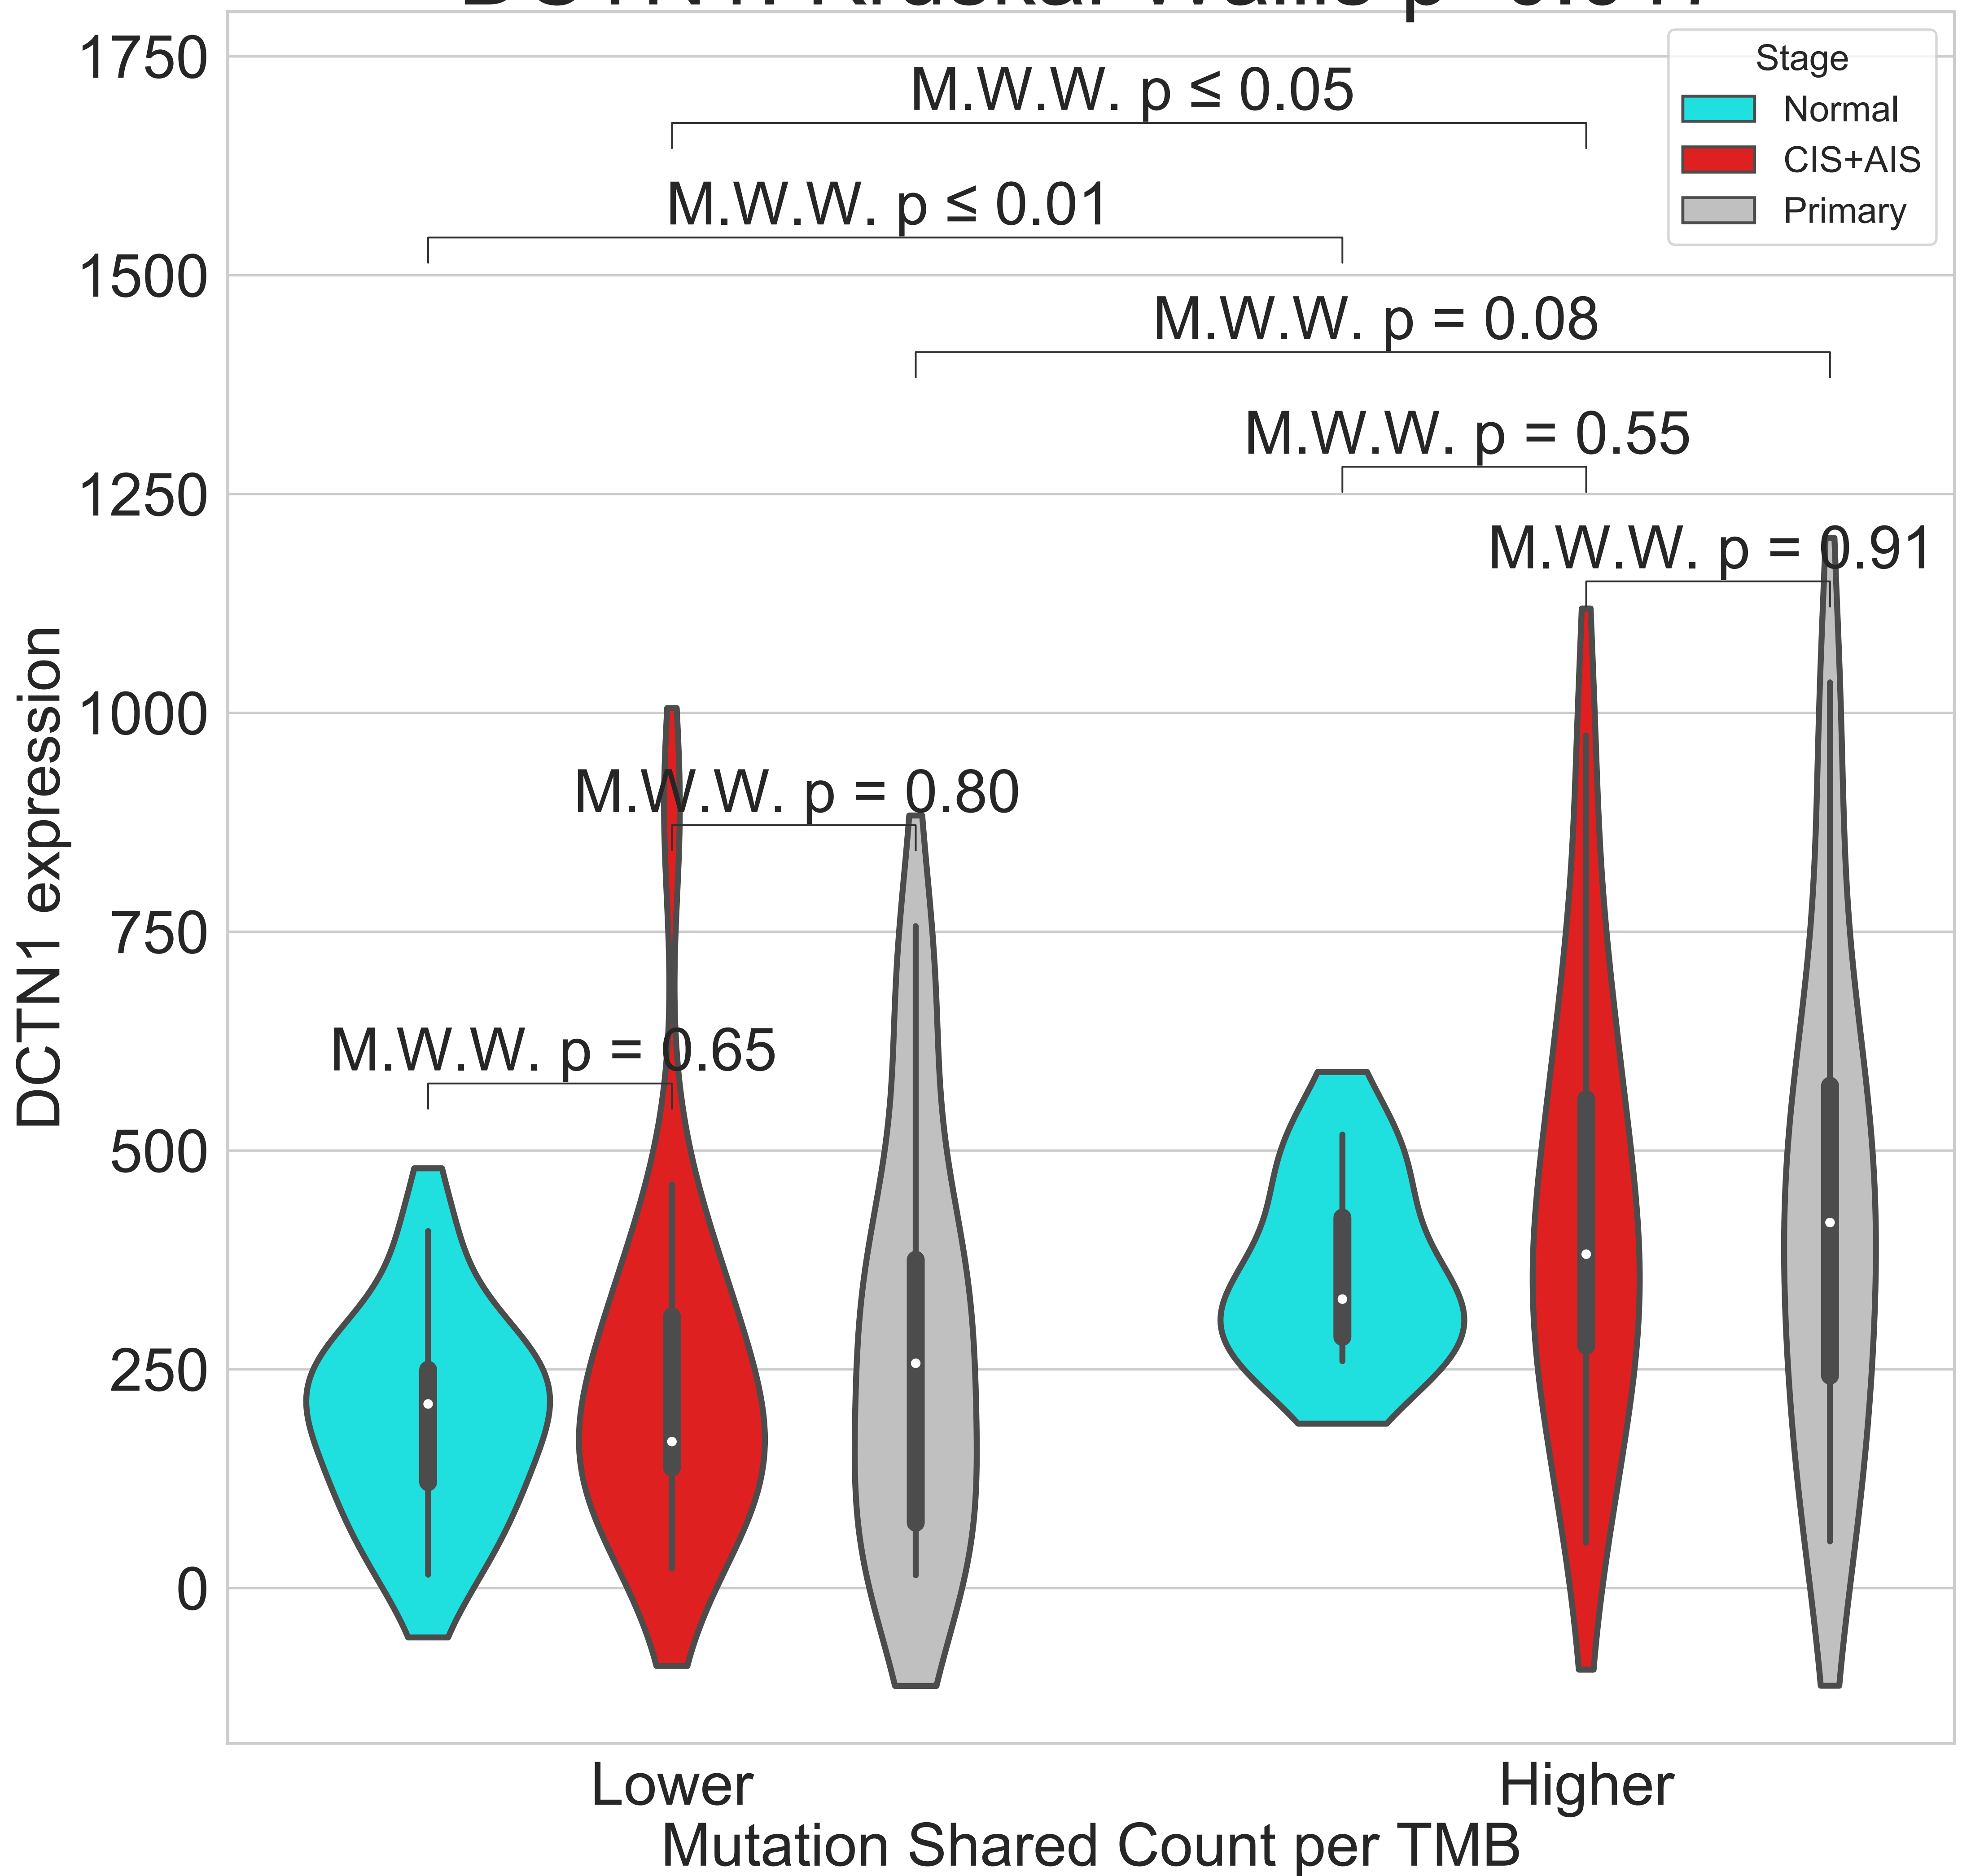 1750
1500
1250
1000
750
500
250
0
DCTN1 expression
M.W.W. p ≤ 0.05
M.W.W. p ≤ 0.01
M.W.W. p = 0.08
M.W.W. p = 0.55
M.W.W. p = 0.91
M.W.W. p = 0.80
M.W.W. p = 0.65
Stage
Normal
CIS+AIS
Primary
Lower
Higher
Mutation Shared Count per TMB